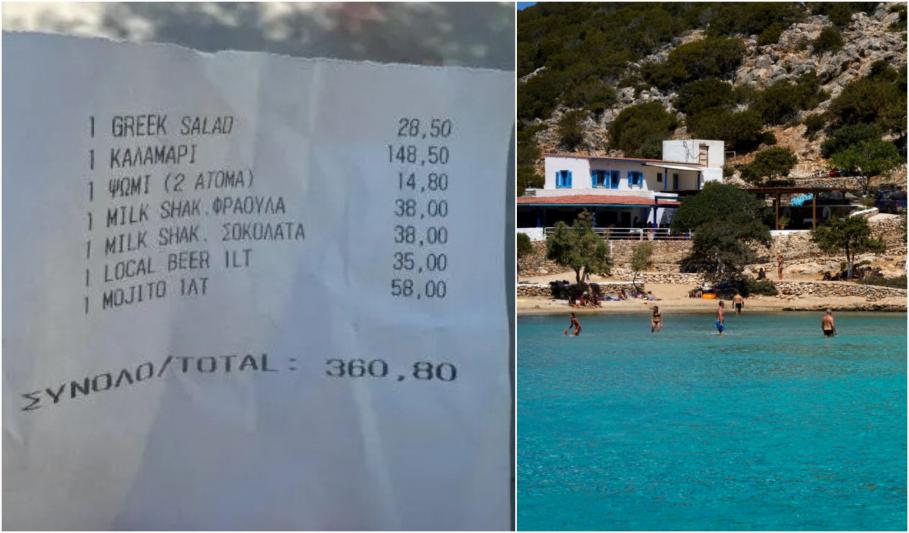 1 GREEK SALAD 28,50
1 ΚΑΛΑΜΑΡΙ 148,50
1 ΨΩΜΙ (2 ΑΤΟΜΑ) 14,80
1 MILK SHAK.ΦΡΑΟΥΛΑ 38,00
1 MILK SHAK. ΣΟΚΟΛΑΤΑ 38,00
1 LOCAL BEER 1LT 35,00
1 MOJITO 1ΛΤ 58,00
ΣΥΝΟΛΟ/TOTAL: 360,80